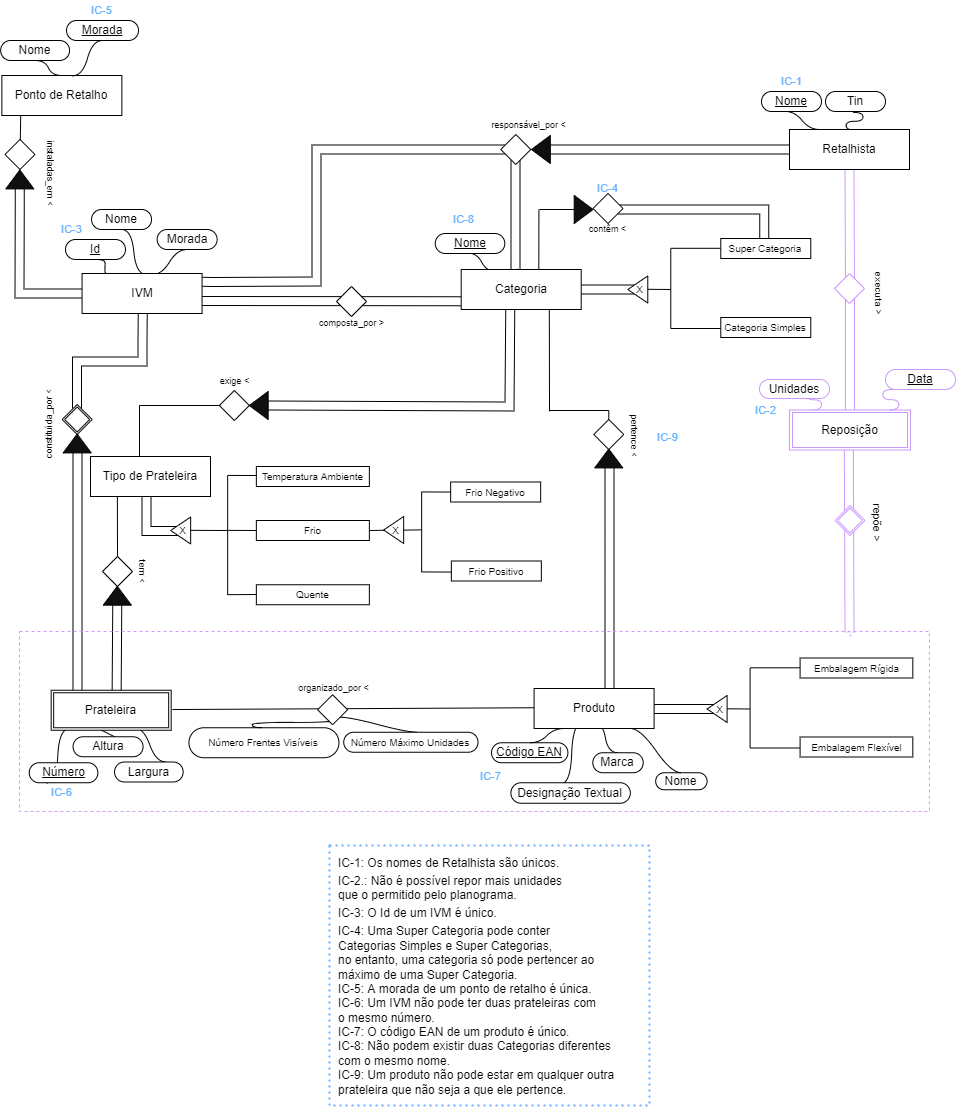 IC-5
Morada
Nome
Ponto de Retalho
instaladas_em <
IC-1
Nome
Tin
Retalhista
responsável_por <
IC-4
contêm <
IC-3
Nome
Id
Morada
IVM
IC-8
Nome
Categoria
Super Categoria
X
Categoria Simples
composta_por >
executa >
exige <
constituída_por >
Unidades
Data
IC-2
Reposição
pertence <
IC-9
Tipo de Prateleira
Temperatura Ambiente
X
Frio
X
Frio Negativo
Frio Positivo
Quente
tem <
repõe >
Prateleira
organizado_por <
Produto
X
Embalagem Rígida
Embalagem Flexível
Altura
Número
Largura
IC-6
Número Frentes Visíveis
Número Máximo Unidades
Código EAN
Marca
IC-7
Designação Textual
Nome
IC-1: Os nomes de Retalhista são únicos.
IC-2.: Não é possível repor mais unidades
que o permitido pelo planograma.
IC-3: O Id de um IVM é único.
IC-4: Uma Super Categoria pode conter
Categorias Simples e Super Categorias,
no entanto, uma categoria só pode pertencer ao
máximo de uma Super Categoria.
IC-5: A morada de um ponto de retalho é única.
IC-6: Um IVM não pode ter duas prateleiras com
o mesmo número.
IC-7: O código EAN de um produto é único.
IC-8: Não podem existir duas Categorias diferentes
com o mesmo nome.
IC-9: Um produto não pode estar em qualquer outra
prateleira que não seja a que ele pertence.